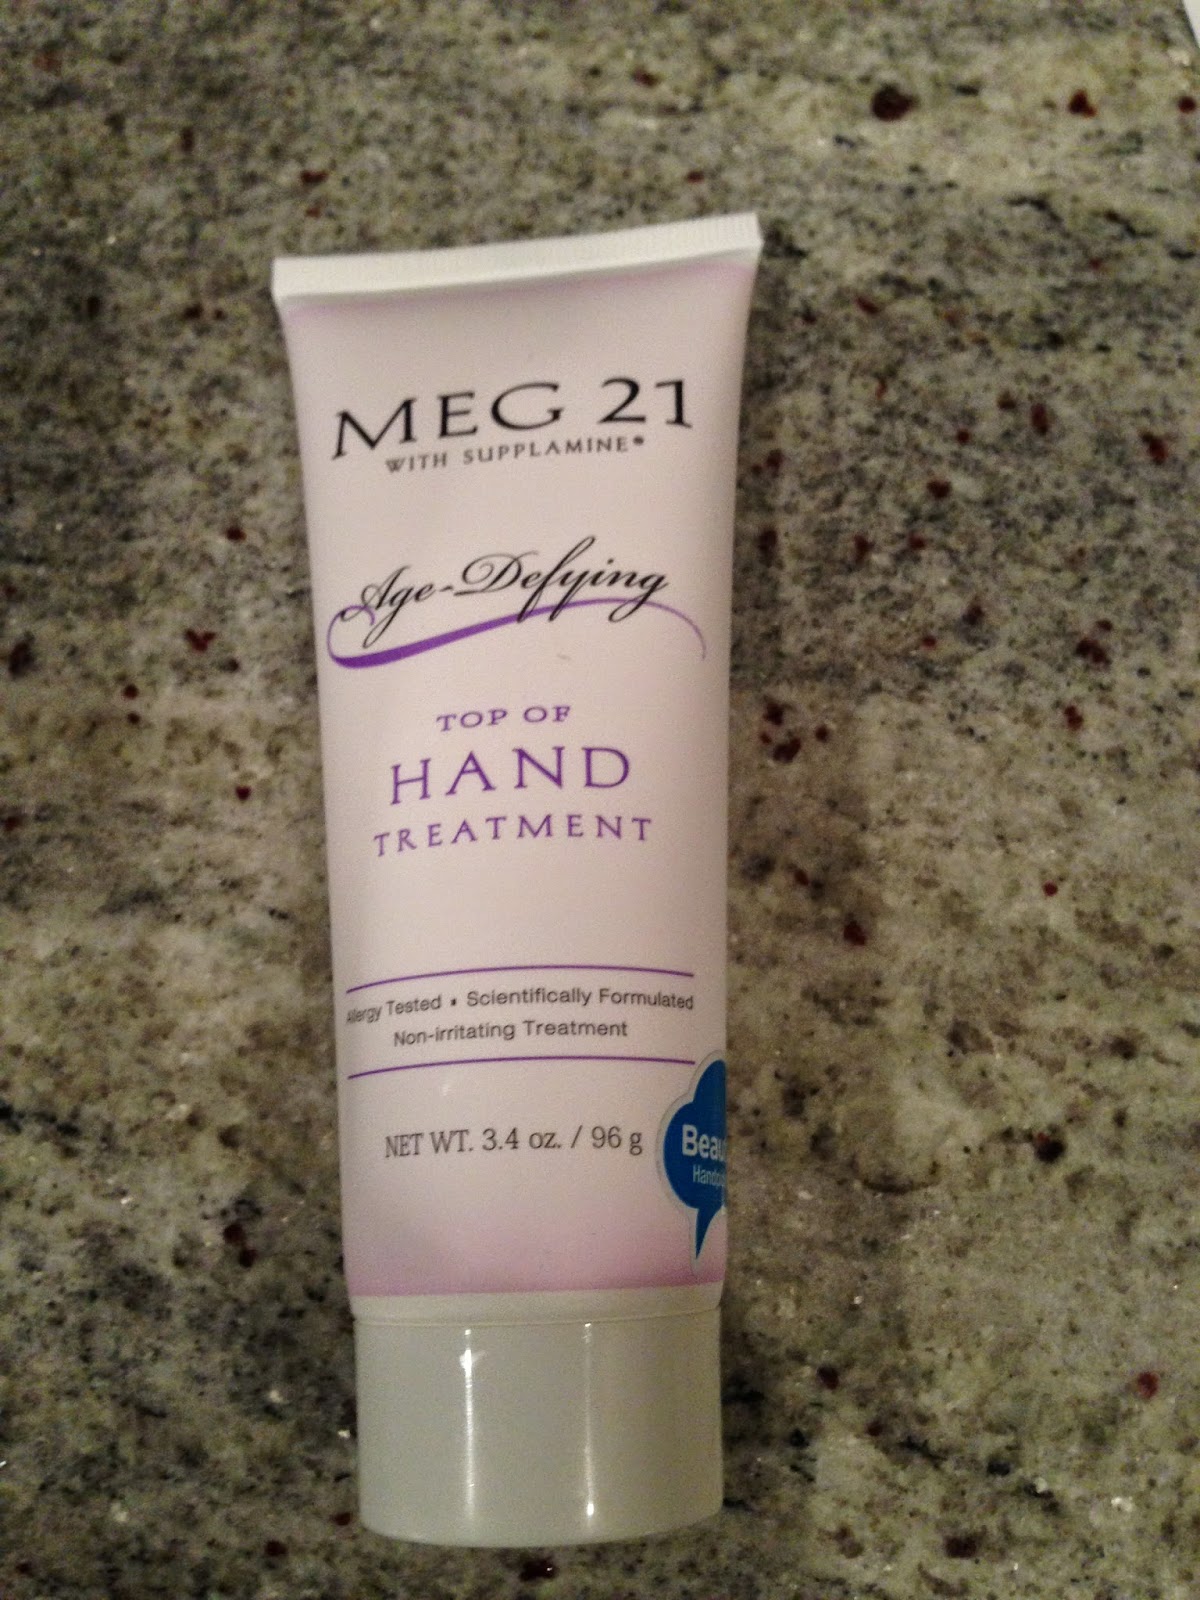 MEG 21
WITH SUPPLAMINE®
Age-Defying
TOP OF
HAND
TREATMENT
Allergy Tested ▪ Scientifically Formulated
Non-irritating Treatment
NET WT. 3.4 oz. / 96 g